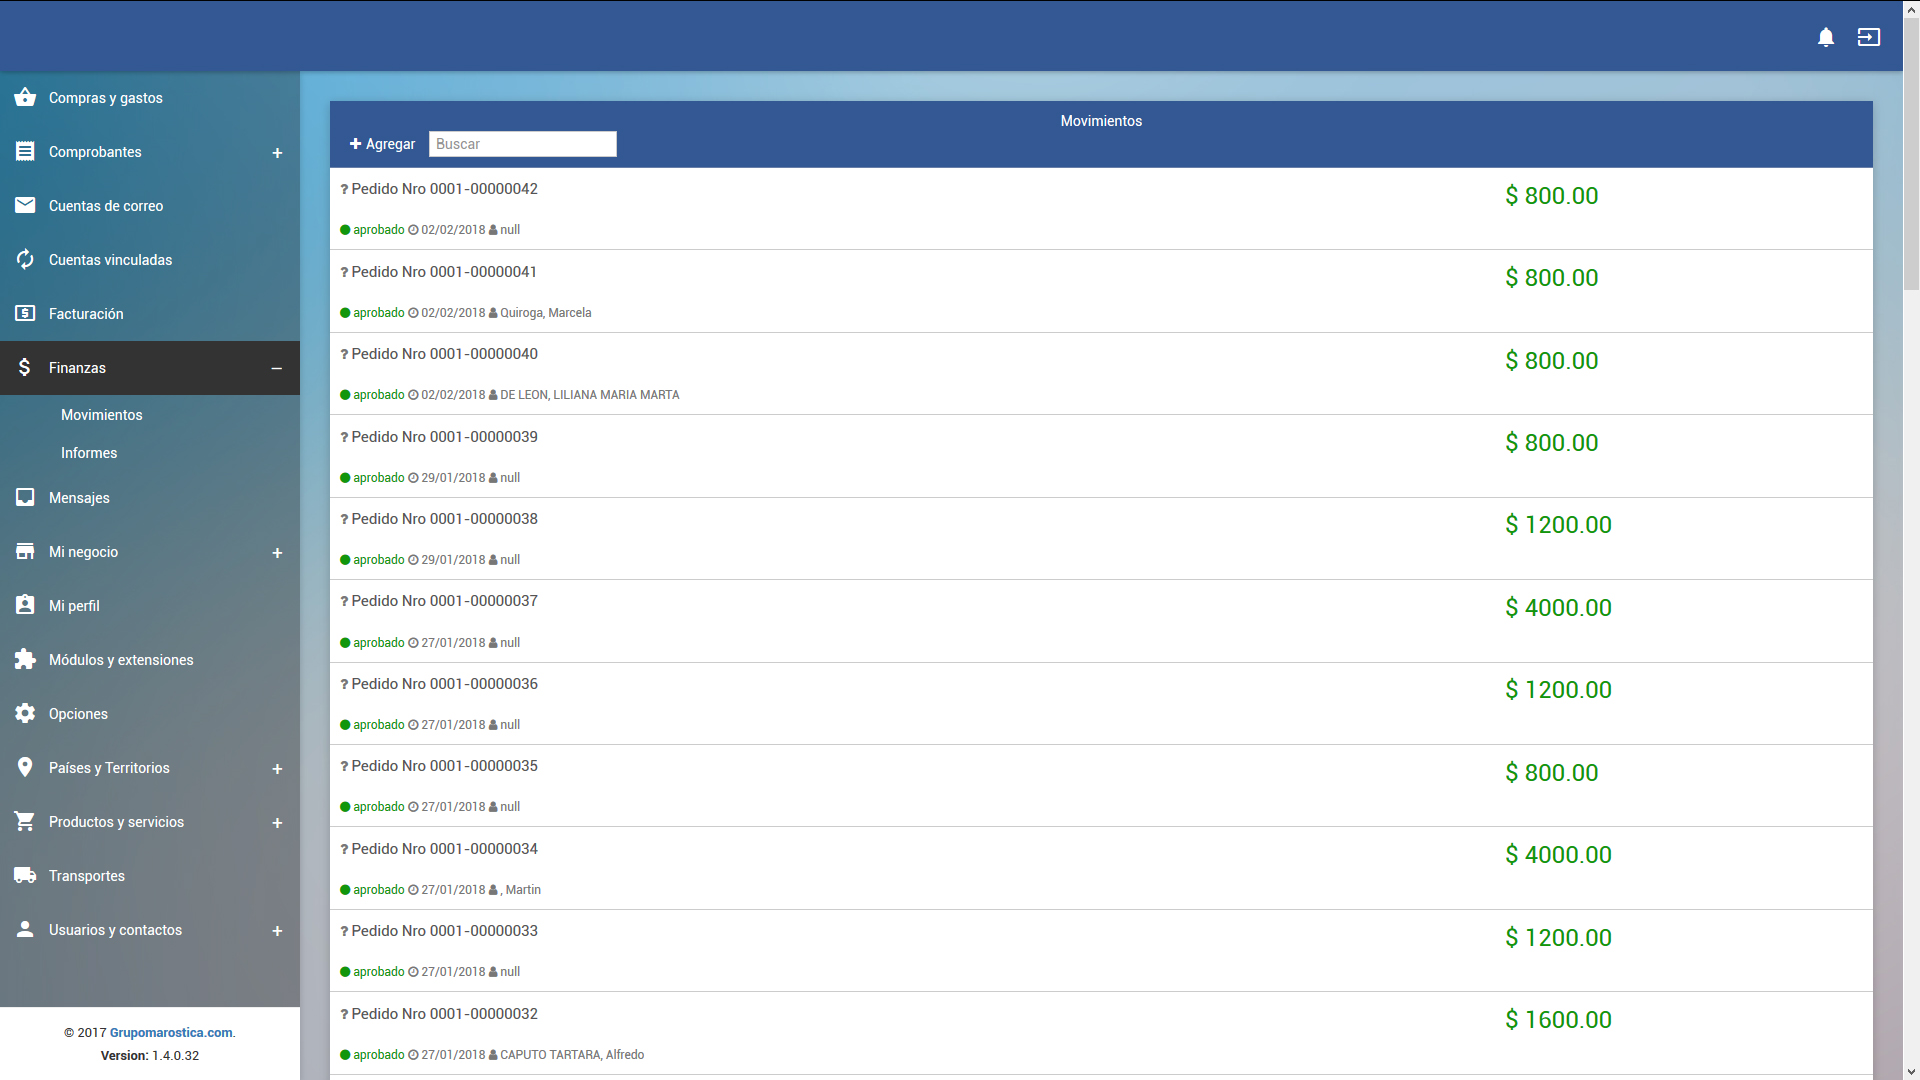 Compras y gastos
Comprobantes
Cuentas de correo
Cuentas vinculadas
Facturación
Finanzas
Movimientos
Informes
Mensajes
Mi negocio
Mi perfil
Módulos y extensiones
Opciones
Países y Territorios
Productos y servicios
Transportes
Usuarios y contactos
© 2017 Grupomarostica.com.
Version: 1.4.0.32
Movimientos
Agregar Buscar
? Pedido Nro 0001-00000042 $ 800.00
aprobado 02/02/2018 null
? Pedido Nro 0001-00000041 $ 800.00
aprobado 02/02/2018 Quiroga, Marcela
? Pedido Nro 0001-00000040 $ 800.00
aprobado 02/02/2018 DE LEON, LILIANA MARIA MARTA
? Pedido Nro 0001-00000039 $ 800.00
aprobado 29/01/2018 null
? Pedido Nro 0001-00000038 $ 1200.00
aprobado 29/01/2018 null
? Pedido Nro 0001-00000037 $ 4000.00
aprobado 27/01/2018 null
? Pedido Nro 0001-00000036 $ 1200.00
aprobado 27/01/2018 null
? Pedido Nro 0001-00000035 $ 800.00
aprobado 27/01/2018 null
? Pedido Nro 0001-00000034 $ 4000.00
aprobado 27/01/2018 , Martin
? Pedido Nro 0001-00000033 $ 1200.00
aprobado 27/01/2018 null
? Pedido Nro 0001-00000032 $ 1600.00
aprobado 27/01/2018 CAPUTO TARTARA, Alfredo